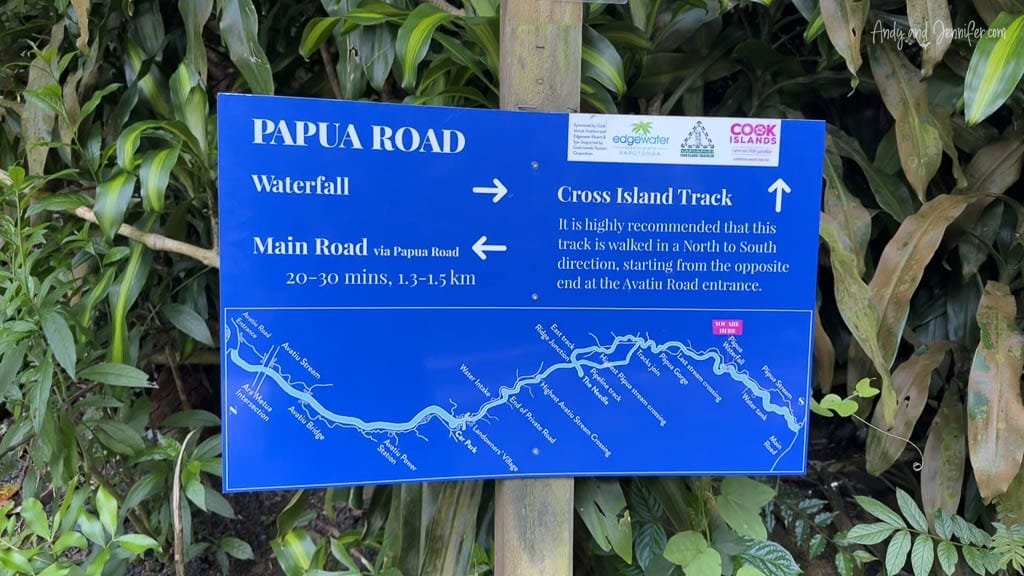 Andy and Jennifer.com
PAPUA ROAD
Waterfall
Main Road via Papua Road
20-30 mins, 1.3-1.5 km
edgewater
RAROTONGA
COOK
ISLANDS
Cross Island Track
It is highly recommended that this
track is walked in a North to South
direction, starting from the opposite
end at the Avatiu Road entrance.
YOU ARE
HERE
Avatiu Road
Entrance
Avatiu Stream
Ara Metua
Intersection
Avatiu Bridge
Avatiu Power
Station
Car Park
Landowners' Village
Water Intake
End of Private Road
Highest Avatiu Stream Crossing
East track
Ridge Junction
The Needle
Pipeline track
Highest Papua stream crossing
Tracks join
Papua Gorge
Last stream crossing
Papua
Waterfall
Water tank
Papua Stream
Main
Road